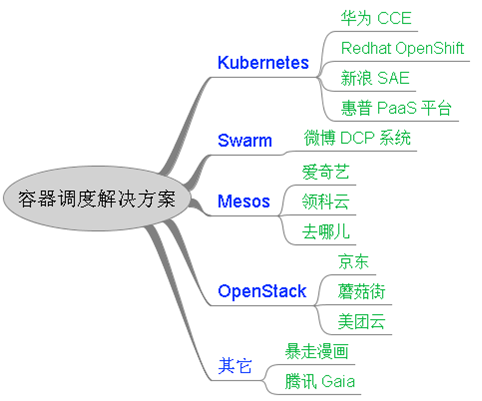 容器调度解决方案
Kubernetes
华为 CCE
Redhat OpenShift
新浪 SAE
惠普 PaaS 平台
Swarm
微博 DCP 系统
Mesos
爱奇艺
领科云
去哪儿
OpenStack
京东
蘑菇街
美团云
其它
暴走漫画
腾讯 Gaia